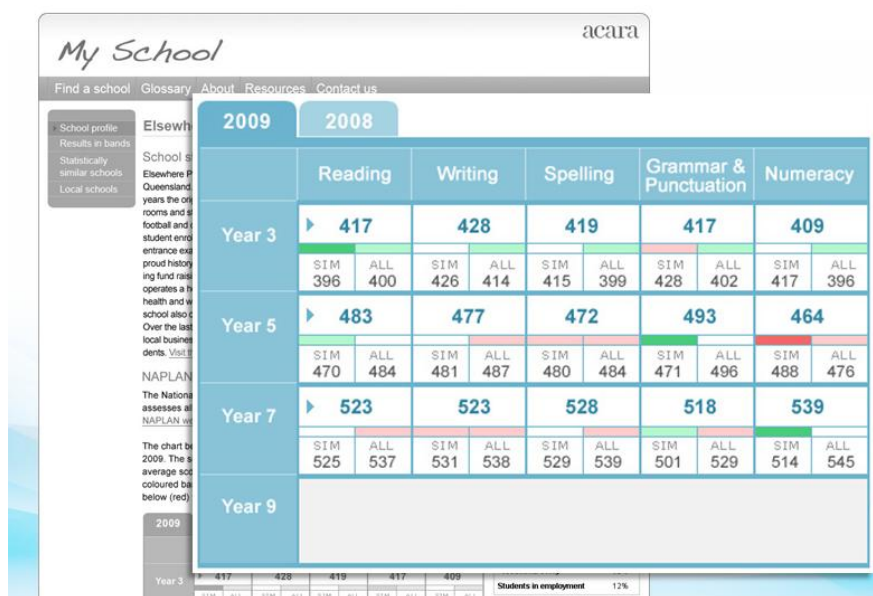 acara
My School
Find a school Glossary About Resources Contact us
School profile
Results in bands
Statistically
similar schools
Local schools
Elsewh
School s
Elsewhere P
Queensland.
years the ori
rooms and s
football and
student enro
entrance exa
proud history
ing fund rais
operates a h
health and w
school also
Over the last
local busines
dents. Visit t
NAPLAN
The Nationa
assesses all
NAPLAN we
The chart be
2009. The s
average sco
coloured ba
below (red)
2009 2008
Reading Writing Spelling Grammar & Punctuation Numeracy
Year 3 417 428 419 417 409
SIM ALL SIM ALL SIM ALL SIM ALL SIM ALL
396 400 426 414 415 399 428 402 417 396
Year 5 483 477 472 493 464
SIM ALL SIM ALL SIM ALL SIM ALL SIM ALL
470 484 481 487 480 484 471 496 488 476
Year 7 523 523 528 518 539
SIM ALL SIM ALL SIM ALL SIM ALL SIM ALL
525 537 531 538 529 539 501 529 514 545
Year 9
2009
Year 3 417 428 419 417 409
Students in employment 12%